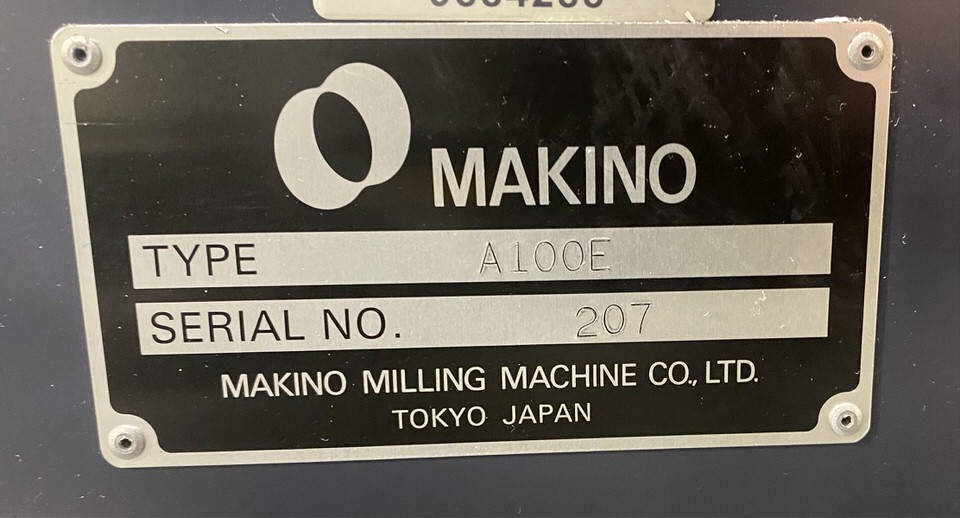 MAKINO
TYPE A100E
SERIAL NO. 207
MAKINO MILLING MACHINE CO., LTD.
TOKYO JAPAN